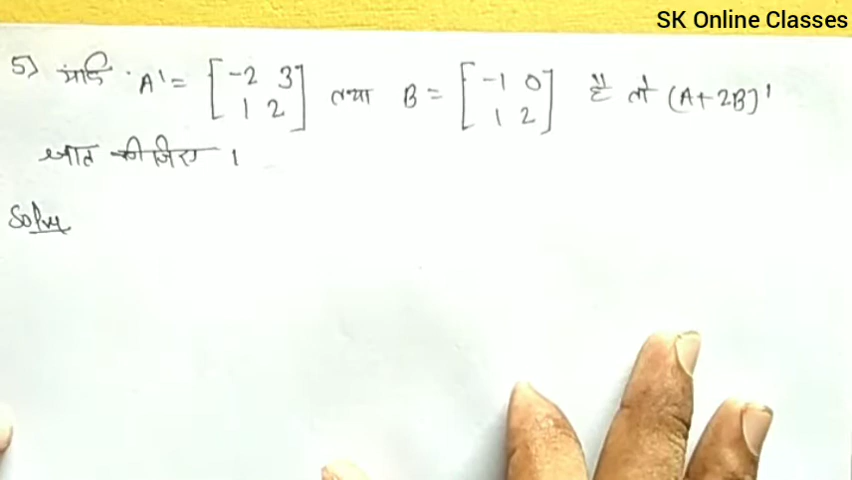 SK Online Classes
5) यदि A' = [-2 3] तथा B = [-1 0] है तो (A+2B)'
[1 2] [1 2]
ज्ञात कीजिए ।
Solve